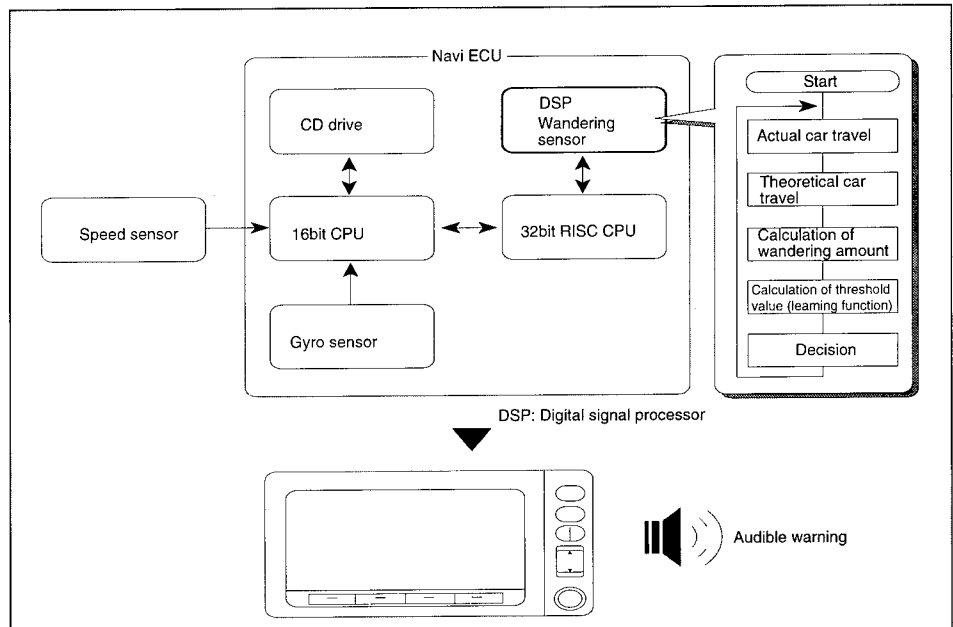 Navi ECU
CD drive
DSP
Wandering
sensor
Speed sensor
16bit CPU
32bit RISC CPU
Gyro sensor
Start
Actual car travel
Theoretical car
travel
Calculation of
wandering amount
Calculation of threshold
value (learning function)
Decision
DSP: Digital signal processor
Audible warning